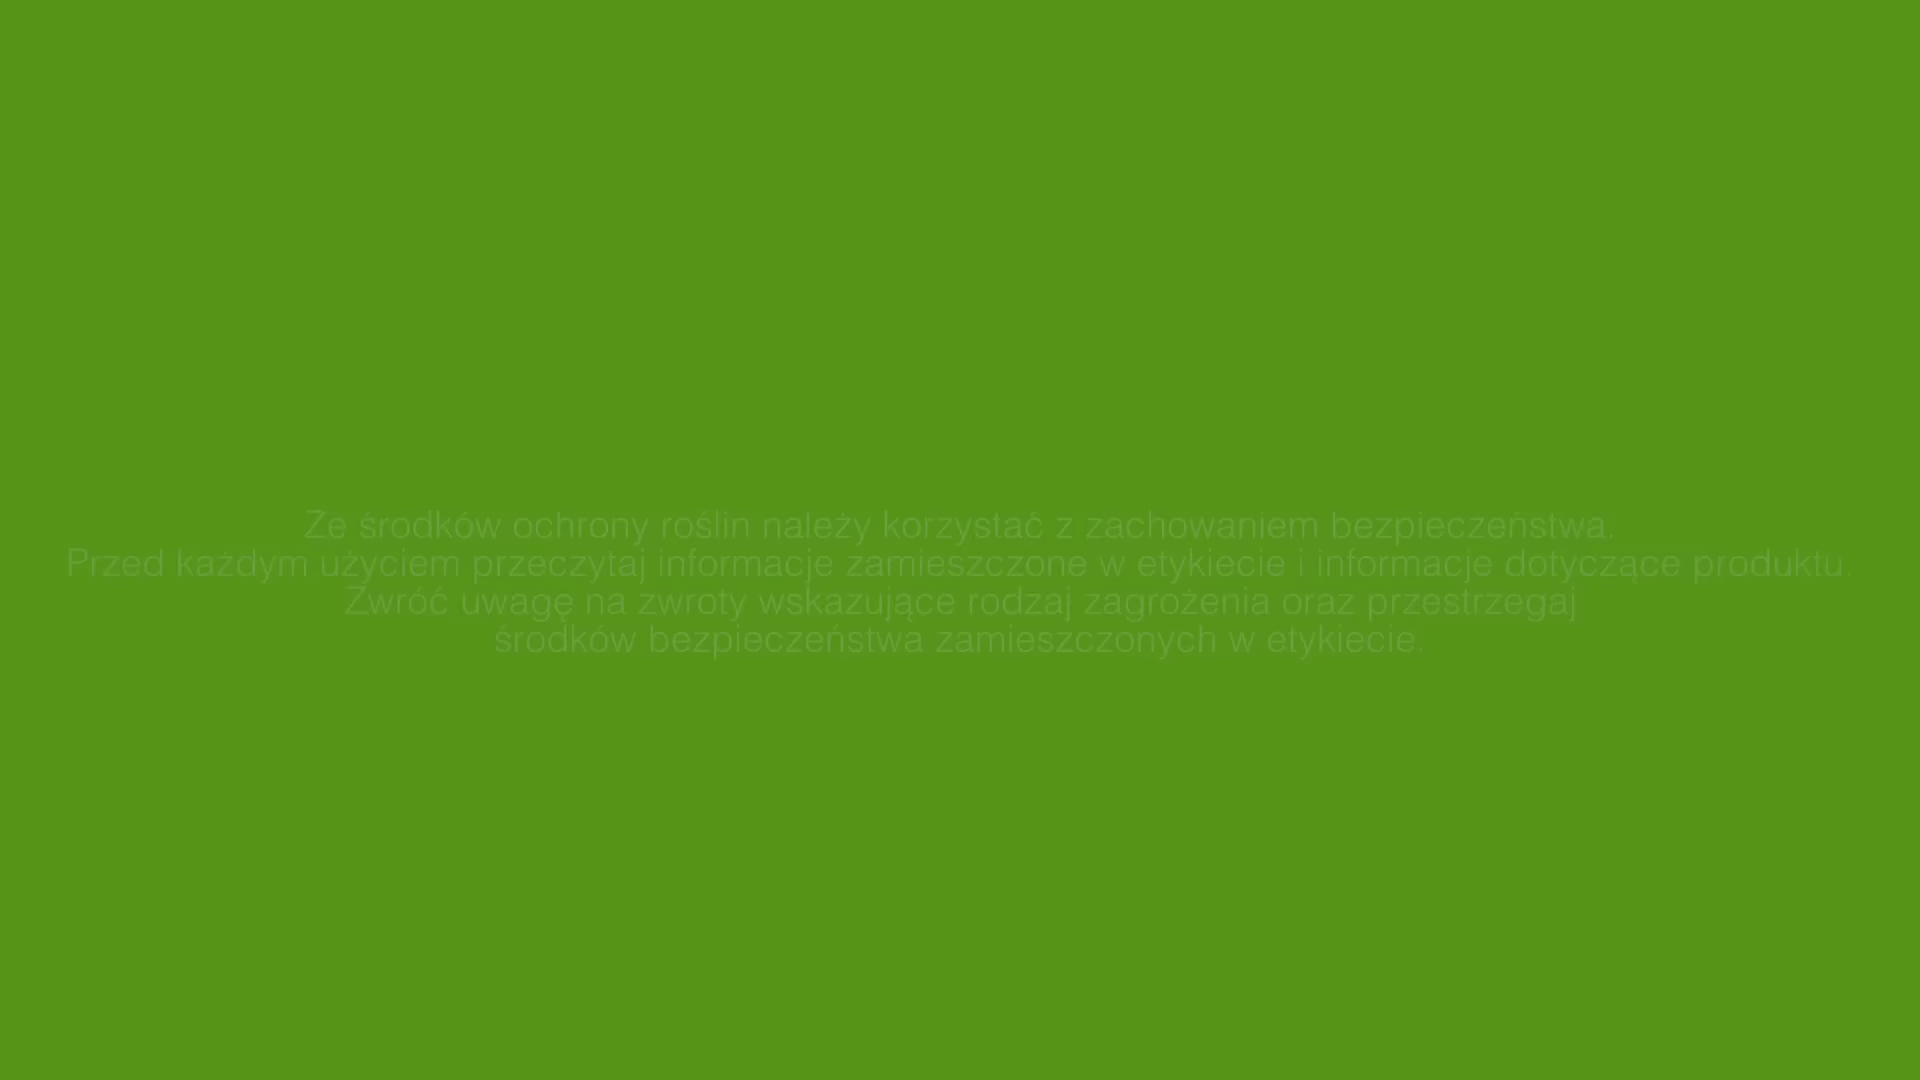 Ze środków ochrony roślin należy korzystać z zachowaniem bezpieczeństwa.
Przed każdym użyciem przeczytaj informacje zamieszczone w etykiecie i informacje dotyczące produktu.
Zwróć uwagę na zwroty wskazujące rodzaj zagrożenia oraz przestrzegaj
środków bezpieczeństwa zamieszczonych w etykiecie.